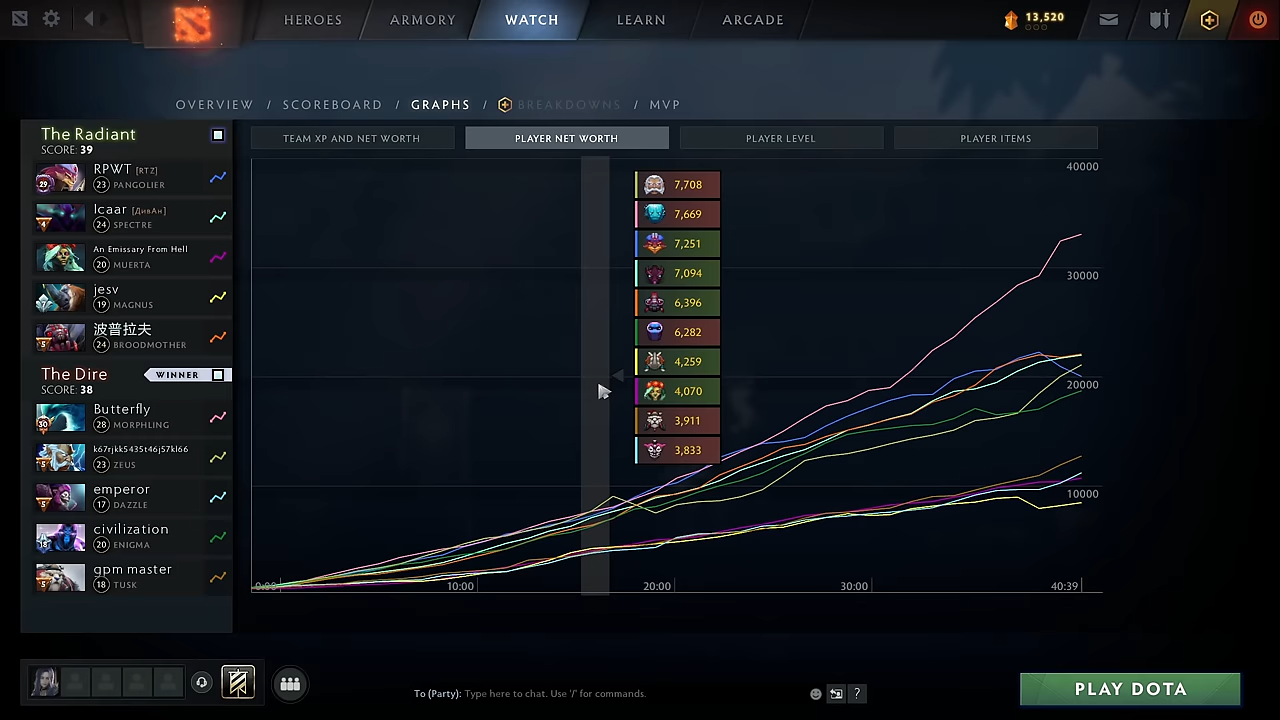 HEROES ARMORY WATCH LEARN ARCADE 13,520
OVERVIEW / SCOREBOARD / GRAPHS / BREAKDOWNS / MVP
The Radiant
SCORE: 39
29 RPWT [RTZ]
23 PANGOLIER
Icaar [ДивАн]
24 SPECTRE
An Emissary From Hell
20 MUERTA
jesv
19 MAGNUS
波普拉夫
24 BROODMOTHER
The Dire WINNER
SCORE: 38
30 Butterfly
28 MORPHLING
k67rjkk5435t46j57kl66
23 ZEUS
emperor
17 DAZZLE
civilization
20 ENIGMA
gpm master
18 TUSK
TEAM XP AND NET WORTH PLAYER NET WORTH PLAYER LEVEL PLAYER ITEMS
40000
30000
20000
10000
7,708
7,669
7,251
7,094
6,396
6,282
4,259
4,070
3,911
3,833
0:00 10:00 20:00 30:00 40:39
To (Party): Type here to chat. Use '/' for commands. ?
PLAY DOTA